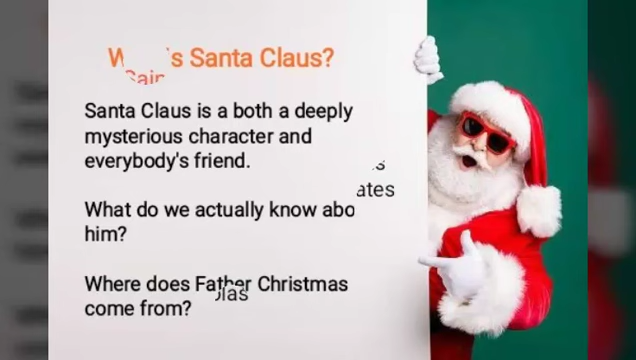 Santa Claus?
Santa Claus is a both a deeply
mysterious character and
everybody's friend.
ates
What do we actually know abo
him?
Where does Father Christmas
come from?